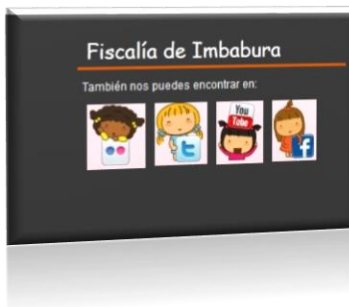 Fiscalía de Imbabura
También nos puedes encontrar en:
You
Tube
t
f